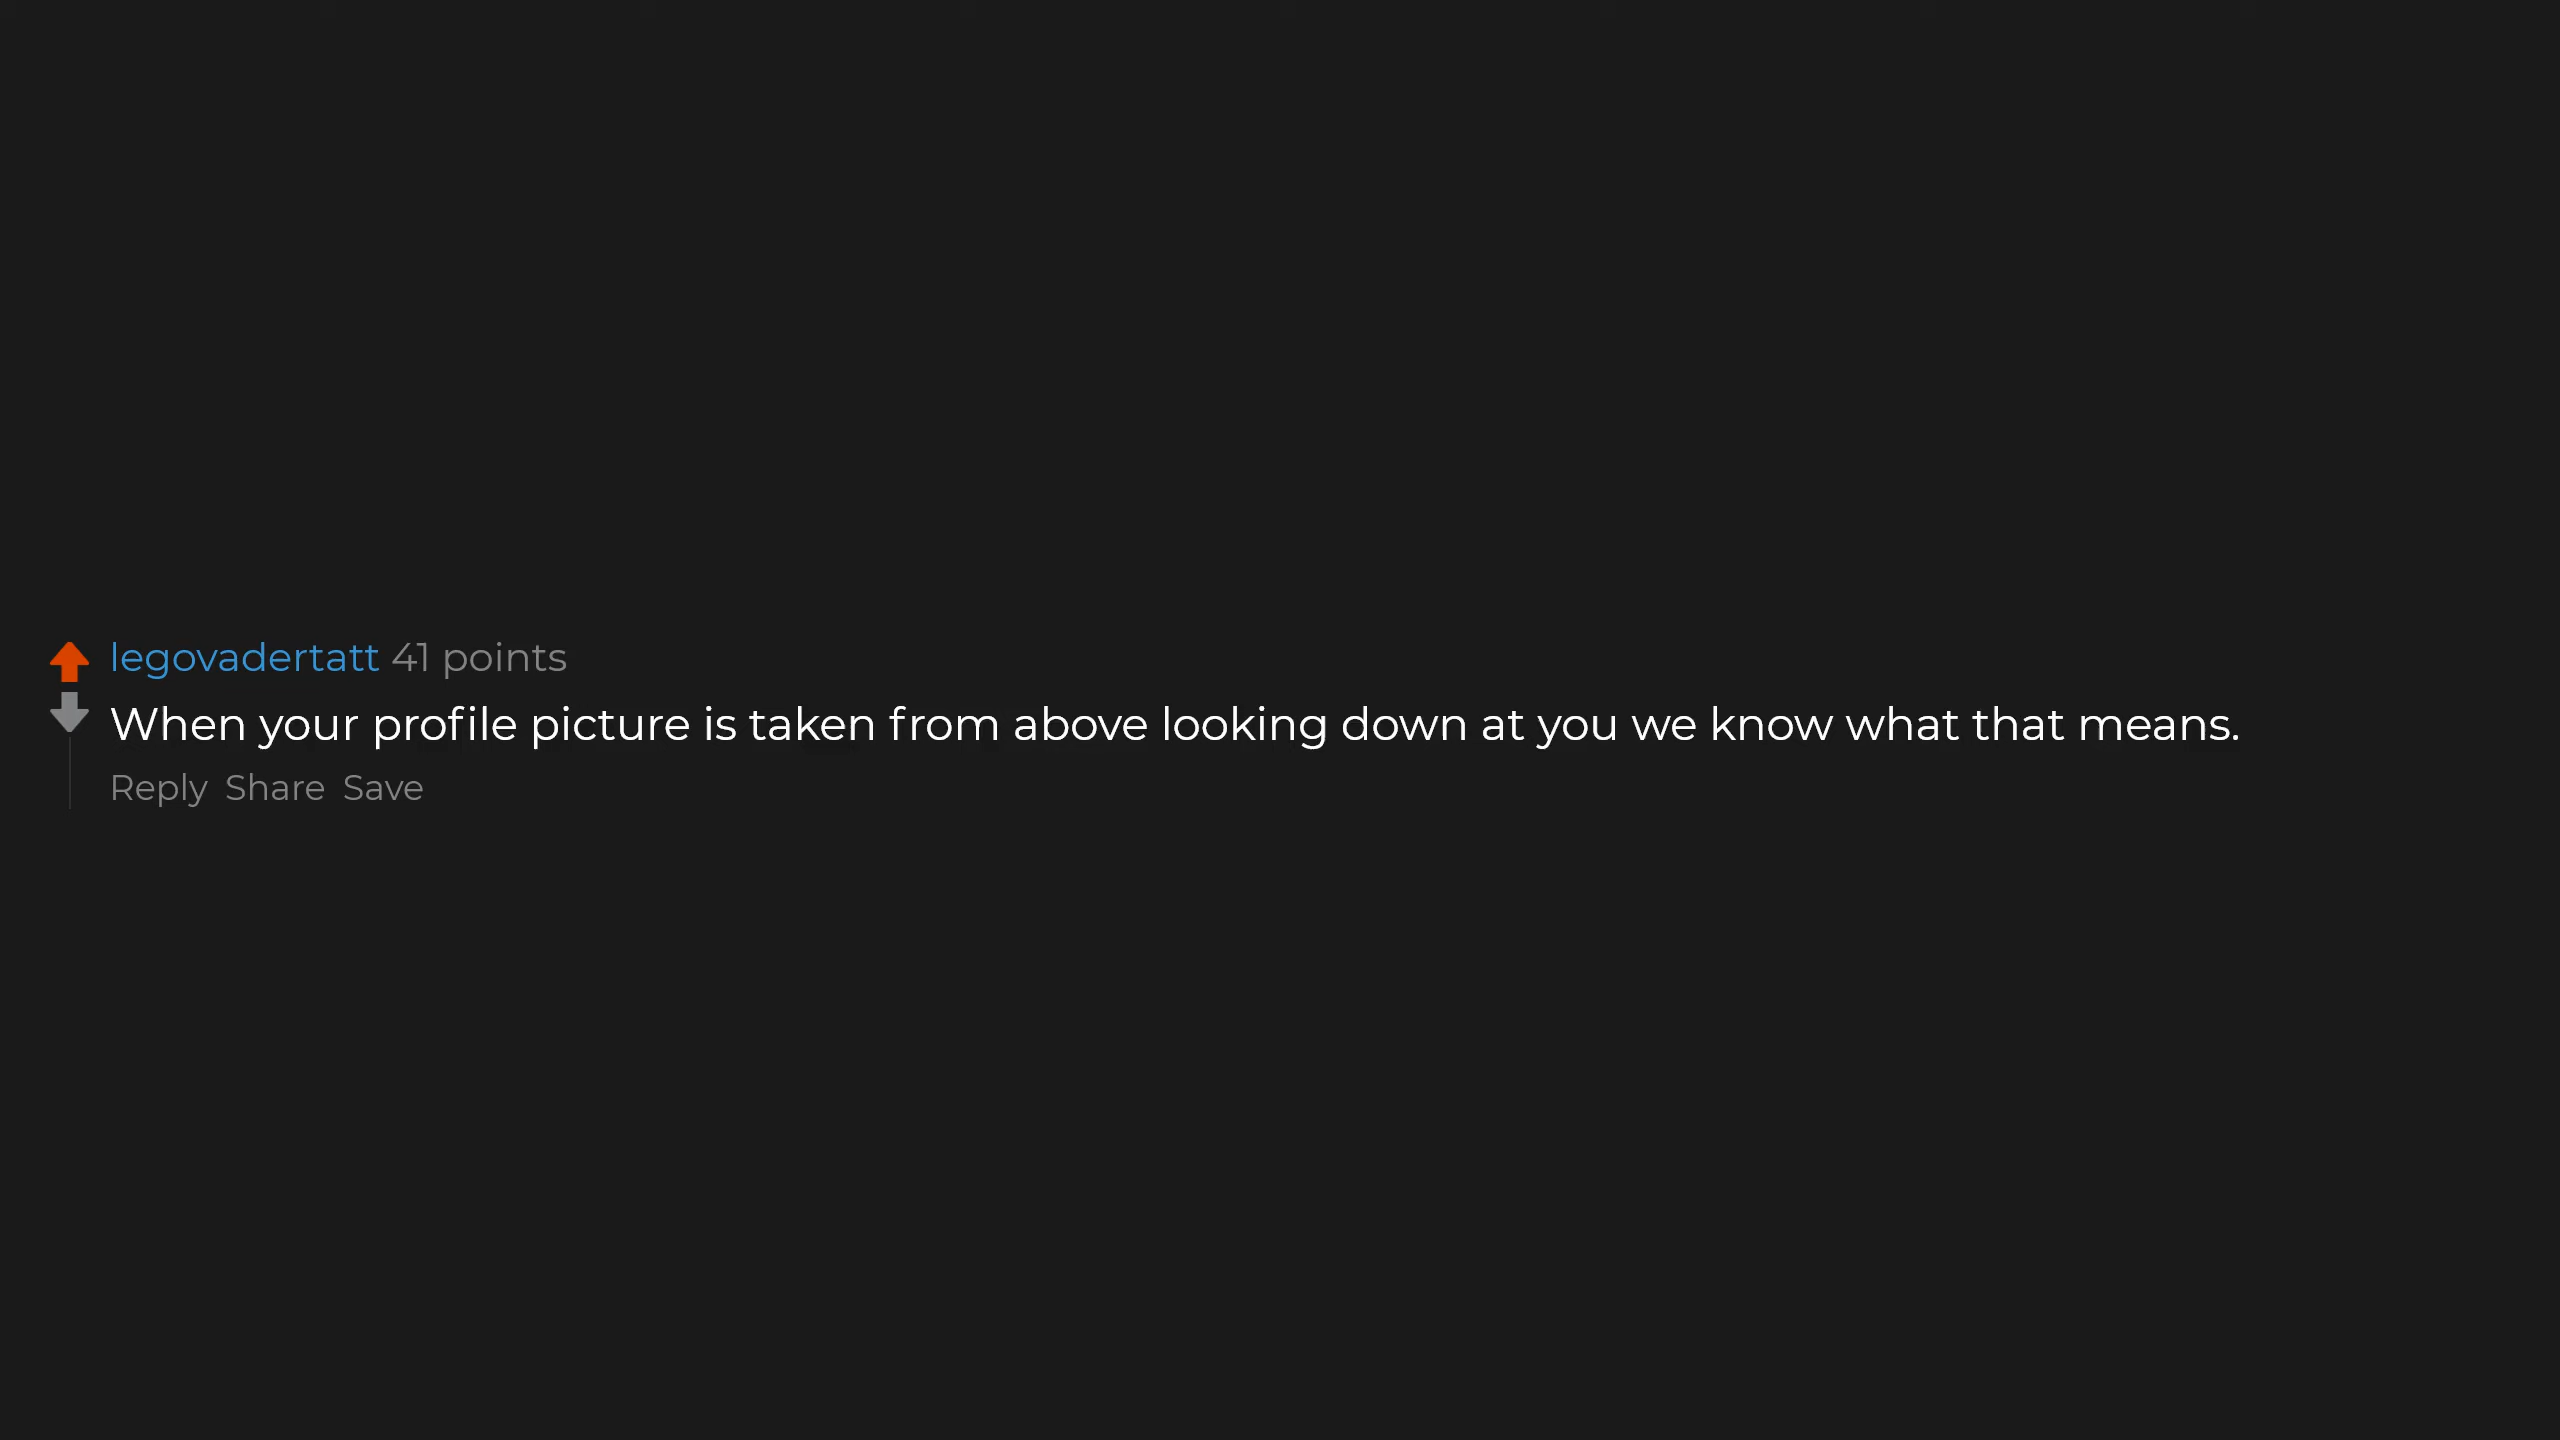 legovadertatt 41 points
When your profile picture is taken from above looking down at you we know what that means.
Reply Share Save